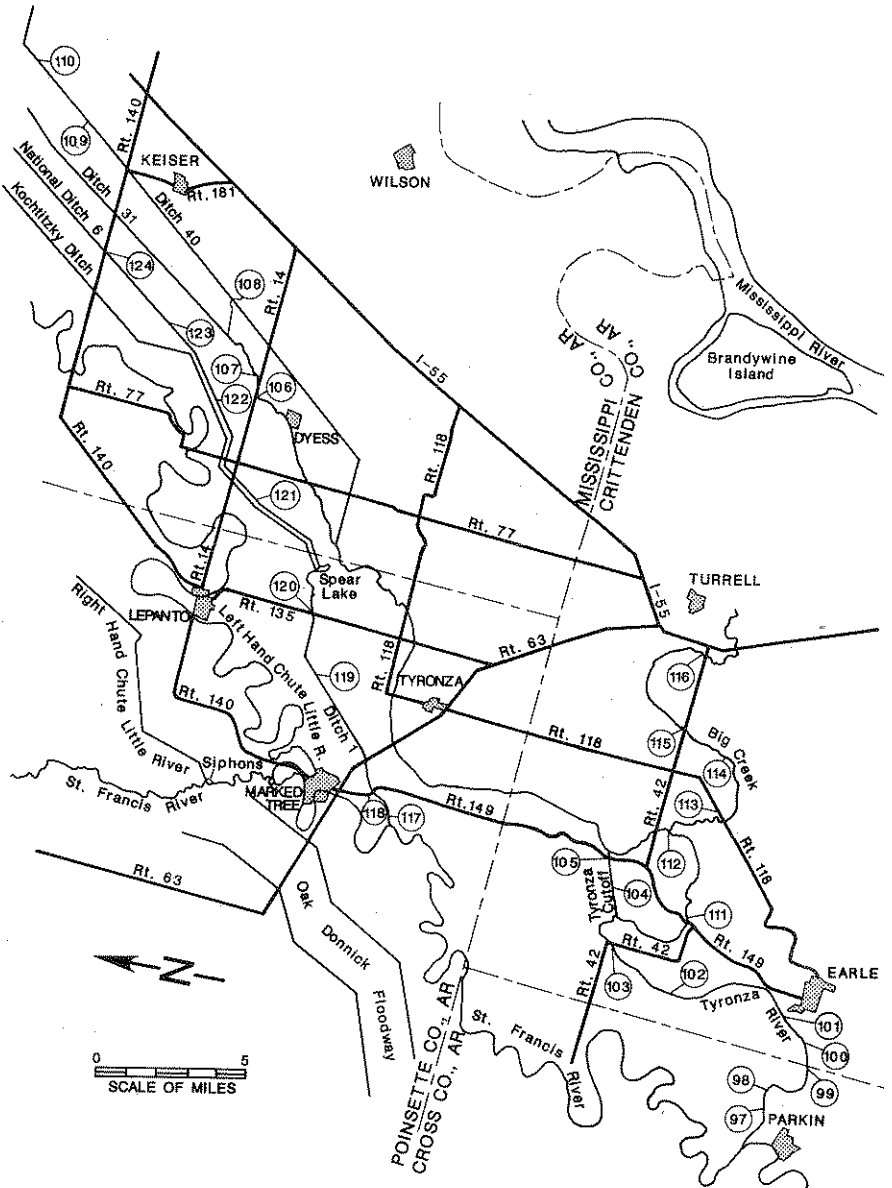 110
109
Rt. 140
KEISER
Rt. 181
WILSON
Ditch 31
National Ditch 6
Kochtitzky Ditch
Ditch 40
124
108
Rt. 14
123
107
106
122
I-55
Mississippi River
Brandywine
Island
MISSISSIPPI CO., AR
CRITTENDEN CO., AR
Rt. 77
DYESS
Rt. 118
Rt. 140
121
Rt. 77
Rt. 14
120
Spear
Lake
I-55
TURRELL
LEPANTO
Rt. 135
Right Hand Chute Little River
Left Hand Chute Little R.
119
Rt. 118
Rt. 63
TYRONZA
116
Rt. 140
Ditch 1
Rt. 118
115
Big Creek
114
Siphons
St. Francis
River
MARKED
TREE
118
117
Rt. 149
Rt. 42
113
112
Rt. 118
105
104
Tyronza
Cutoff
111
Rt. 63
Oak Donnick Floodway
Rt. 42
Rt. 42
103
102
Rt. 149
EARLE
Tyronza
River
101
100
99
N
St. Francis River
98
97
PARKIN
0 5
SCALE OF MILES
POINSETTE CO., AR
CROSS CO., AR